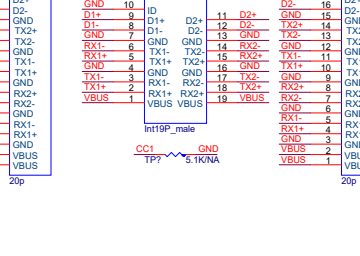 D2-
D2-
GND
TX2+
TX2-
GND
TX1-
TX1+
GND
RX2+
RX2-
GND
RX1-
RX1+
GND
VBUS
VBUS
20p
GND 10 ID
D1+ 9 D1+ D2+ 11 D2+
D1- 8 D1- D2- 12 D2-
GND 7 GND GND 13 GND
RX1- 6 TX1- TX2- 14 RX2-
RX1+ 5 TX1+ TX2+ 15 RX2+
GND 4 GND GND 16 GND
TX1- 3 RX1- RX2- 17 TX2-
TX1+ 2 RX1+ RX2+ 18 TX2+
VBUS 1 VBUS VBUS 19 VBUS
Int19P_male
CC1 GND
TP? 5.1K/NA
D2- 16 D2-
GND 15 GND
TX2+ 14
TX2- 13
GND 12
TX1- 11
TX1+ 10
GND 9
RX2+ 8
RX2- 7
GND 6
RX1- 5
RX1+ 4
GND 3
VBUS 2
VBUS 1
20p